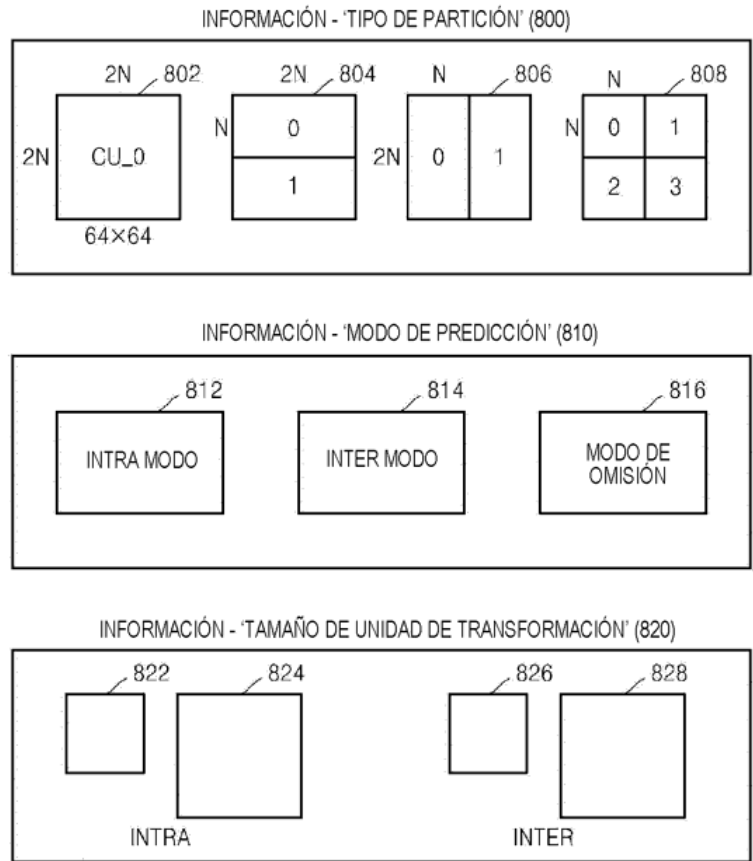 INFORMACIÓN - ‘TIPO DE PARTICIÓN’ (800)
2N 802 2N 804 N 806 N 808
2N CU_0 N 0 2N 0 1 N 0 1
1 2 3
64×64
INFORMACIÓN - ‘MODO DE PREDICCIÓN’ (810)
812 814 816
INTRA MODO INTER MODO MODO DE
OMISIÓN
INFORMACIÓN - ‘TAMAÑO DE UNIDAD DE TRANSFORMACIÓN’ (820)
822 824 826 828
INTRA INTER